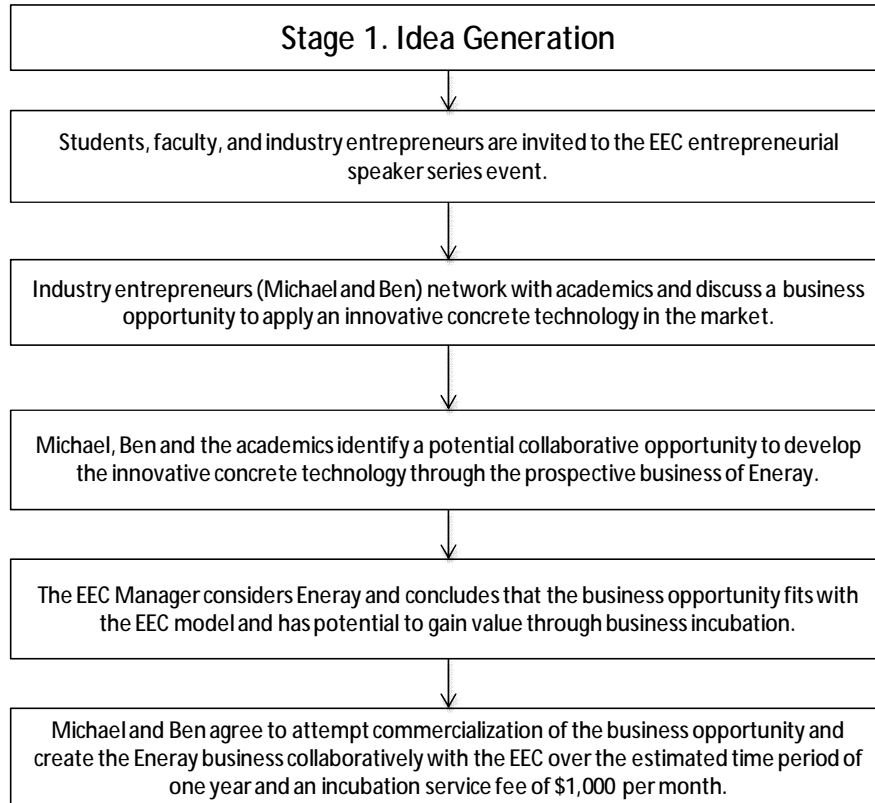 Stage 1. Idea Generation
Students, faculty, and industry entrepreneurs are invited to the EEC entrepreneurial
speaker series event.
Industry entrepreneurs (Michael and Ben) network with academics and discuss a business
opportunity to apply an innovative concrete technology in the market.
Michael, Ben and the academics identify a potential collaborative opportunity to develop
the innovative concrete technology through the prospective business of Eneray.
The EEC Manager considers Eneray and concludes that the business opportunity fits with
the EEC model and has potential to gain value through business incubation.
Michael and Ben agree to attempt commercialization of the business opportunity and
create the Eneray business collaboratively with the EEC over the estimated time period of
one year and an incubation service fee of $1,000 per month.